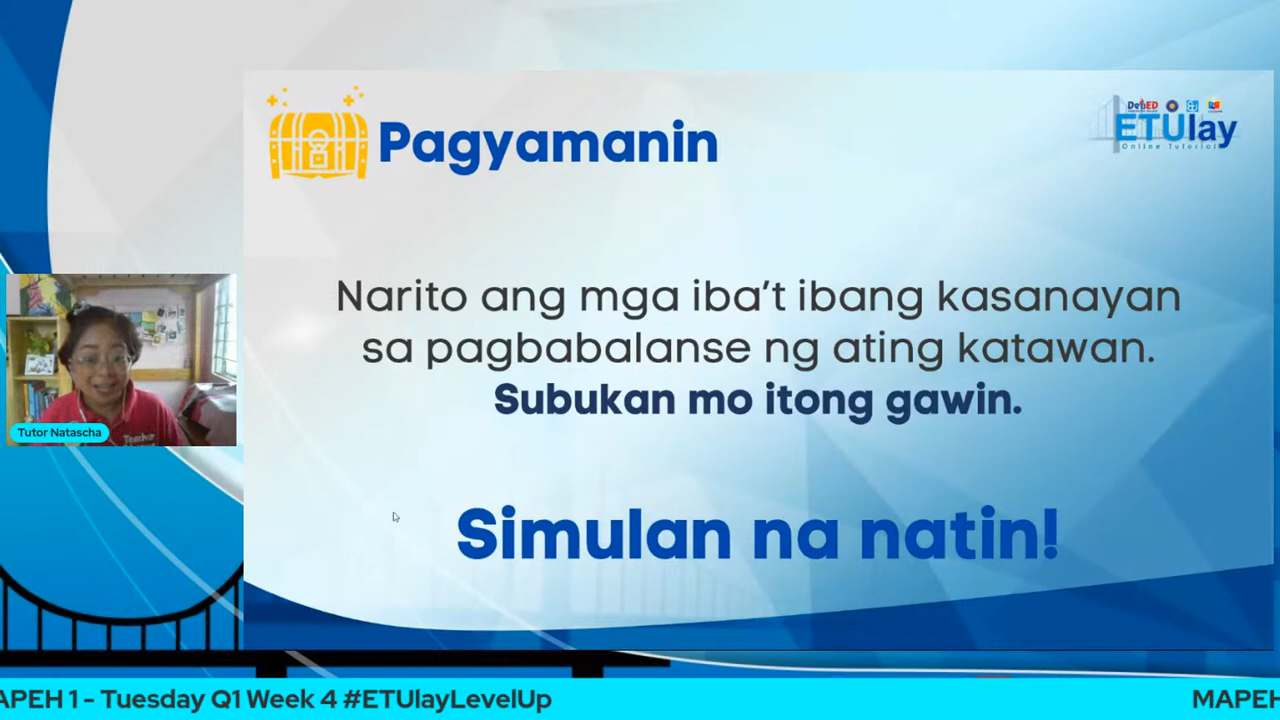 Pagyamanin
DepED
ETUlay
Online Tutorial
Narito ang mga iba't ibang kasanayan
sa pagbabalanse ng ating katawan.
Subukan mo itong gawin.
Simulan na natin!
Teacher
Tutor Natascha
APEH 1 - Tuesday Q1 Week 4 #ETUlayLevelUp
MAPEH